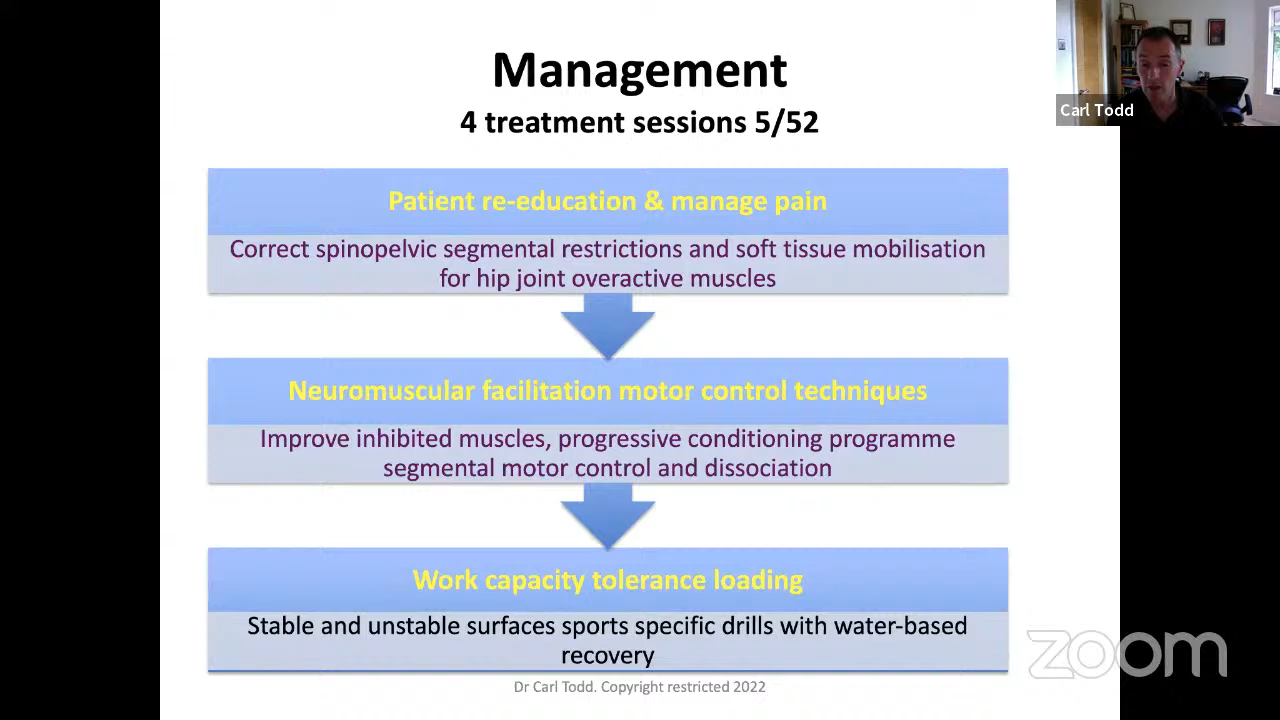 Management
4 treatment sessions 5/52
Patient re-education & manage pain
Correct spinopelvic segmental restrictions and soft tissue mobilisation
for hip joint overactive muscles
Neuromuscular facilitation motor control techniques
Improve inhibited muscles, progressive conditioning programme
segmental motor control and dissociation
Work capacity tolerance loading
Stable and unstable surfaces sports specific drills with water-based
recovery
Dr Carl Todd. Copyright restricted 2022
Carl Todd
zoom